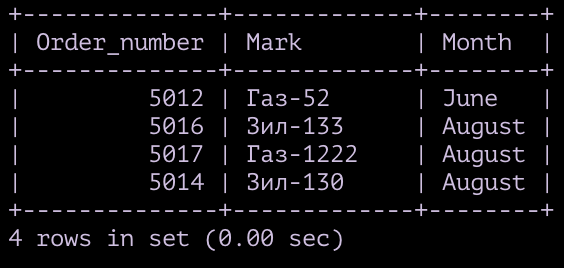 +--------------+-------------+--------+
| Order_number | Mark        | Month  |
+--------------+-------------+--------+
|         5012 | Газ-52      | June   |
|         5016 | Зил-133     | August |
|         5017 | Газ-1222    | August |
|         5014 | Зил-130     | August |
+--------------+-------------+--------+
4 rows in set (0.00 sec)